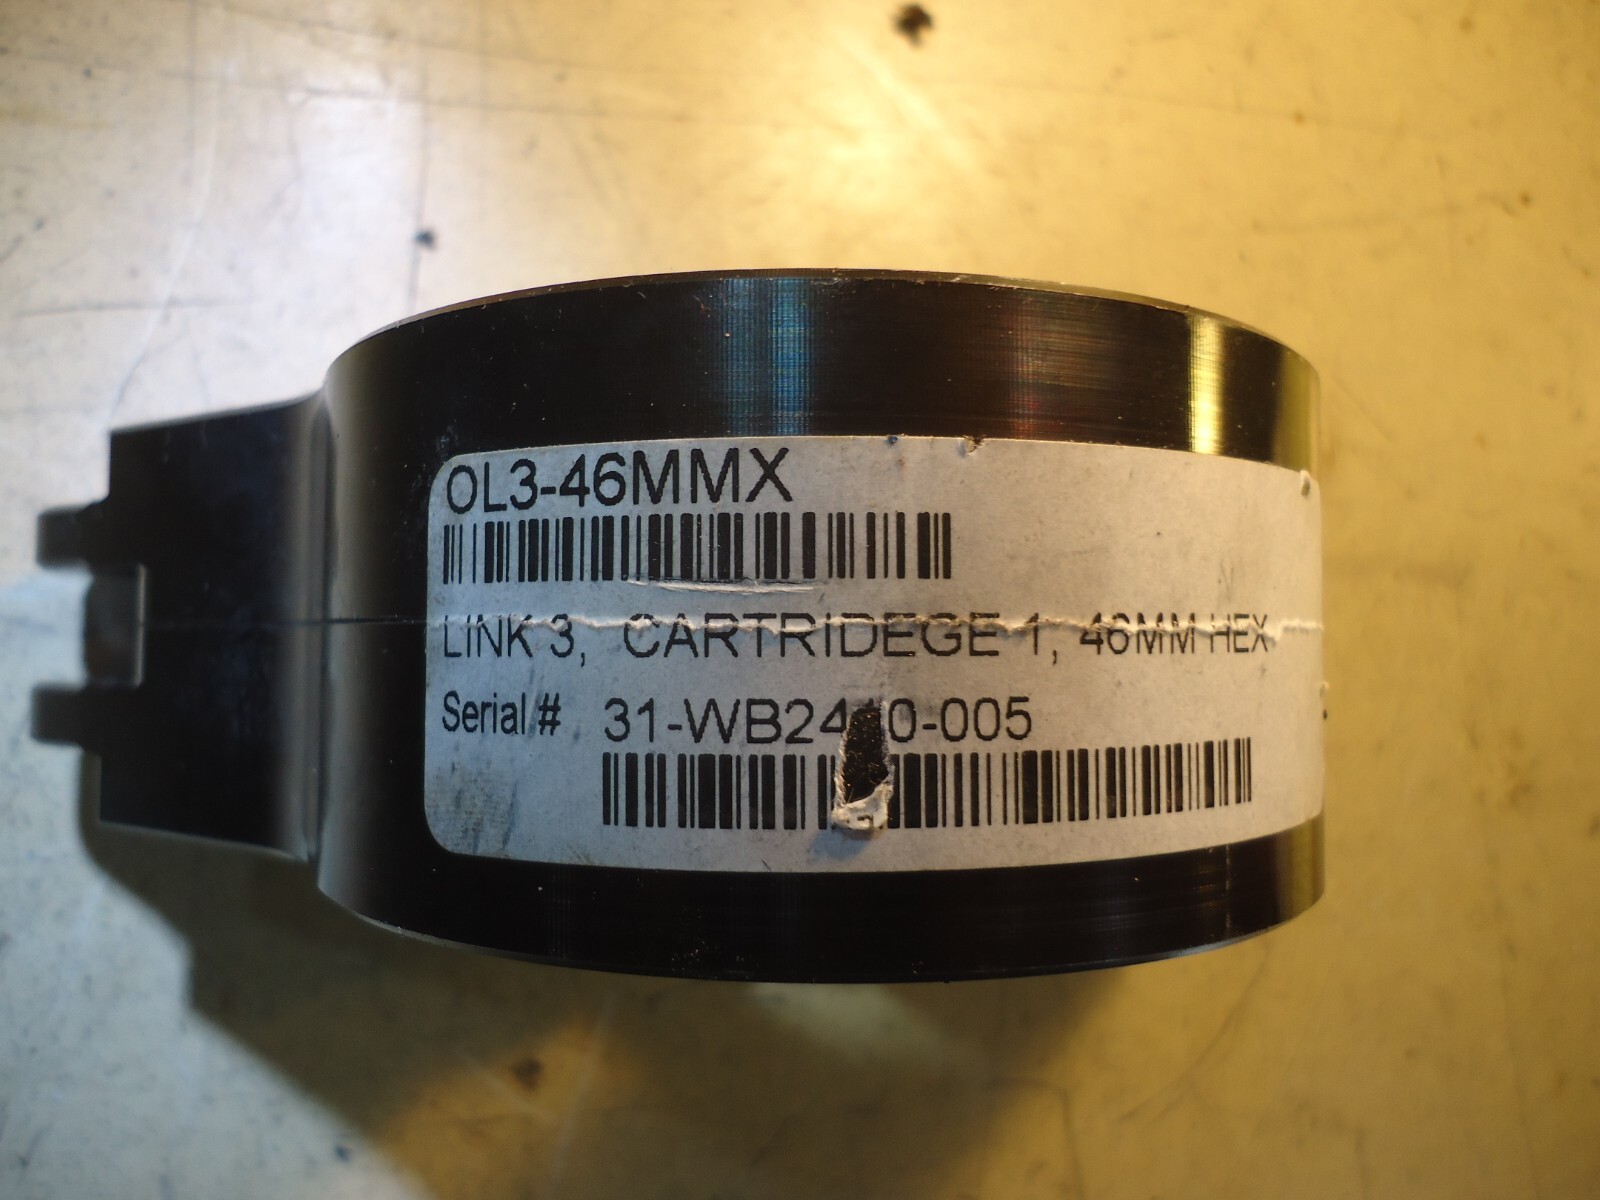 OL3-46MMX
LINK 3, CARTRIDEGE 1, 46MM HEX
Serial #